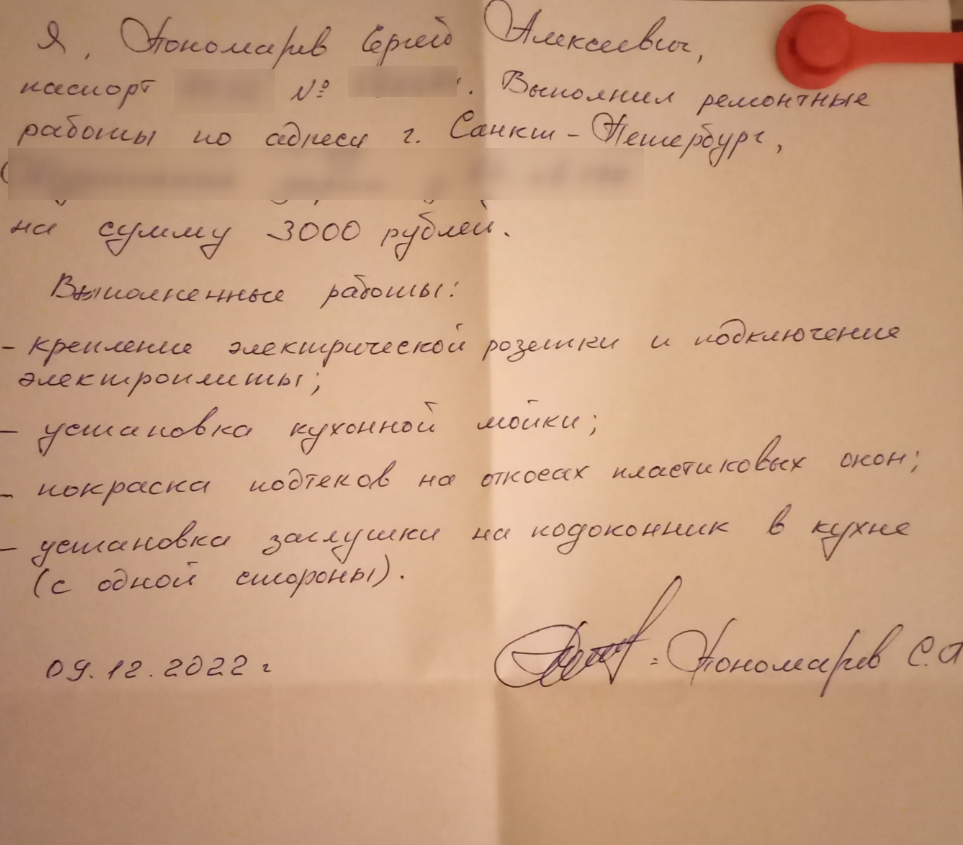 Я, Пономарев Сергей Алексеевич,
паспорт № . Выполнил ремонтные
работы по адресу г. Санкт-Петербург,
на сумму 3000 рублей.
Выполненные работы:
- крепление электрической розетки и подключение
электроплиты;
- установка кухонной мойки;
- покраска подтеков на откосах пластиковых окон;
- установка заглушки на подоконник в кухне
(с одной стороны).
09.12.2022 г
Пономарев С.А